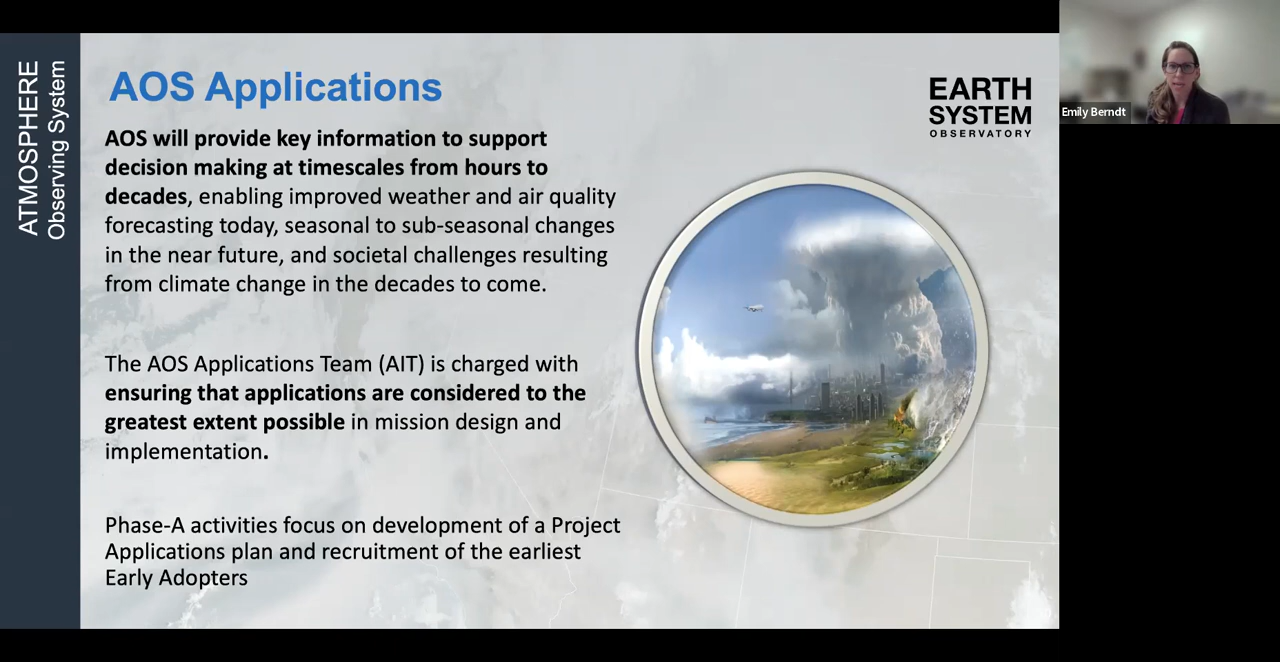 ATMOSPHERE
Observing System
AOS Applications
AOS will provide key information to support
decision making at timescales from hours to
decades, enabling improved weather and air quality
forecasting today, seasonal to sub-seasonal changes
in the near future, and societal challenges resulting
from climate change in the decades to come.
The AOS Applications Team (AIT) is charged with
ensuring that applications are considered to the
greatest extent possible in mission design and
implementation.
Phase-A activities focus on development of a Project
Applications plan and recruitment of the earliest
Early Adopters
EARTH
SYSTEM
OBSERVATORY
Emily Berndt